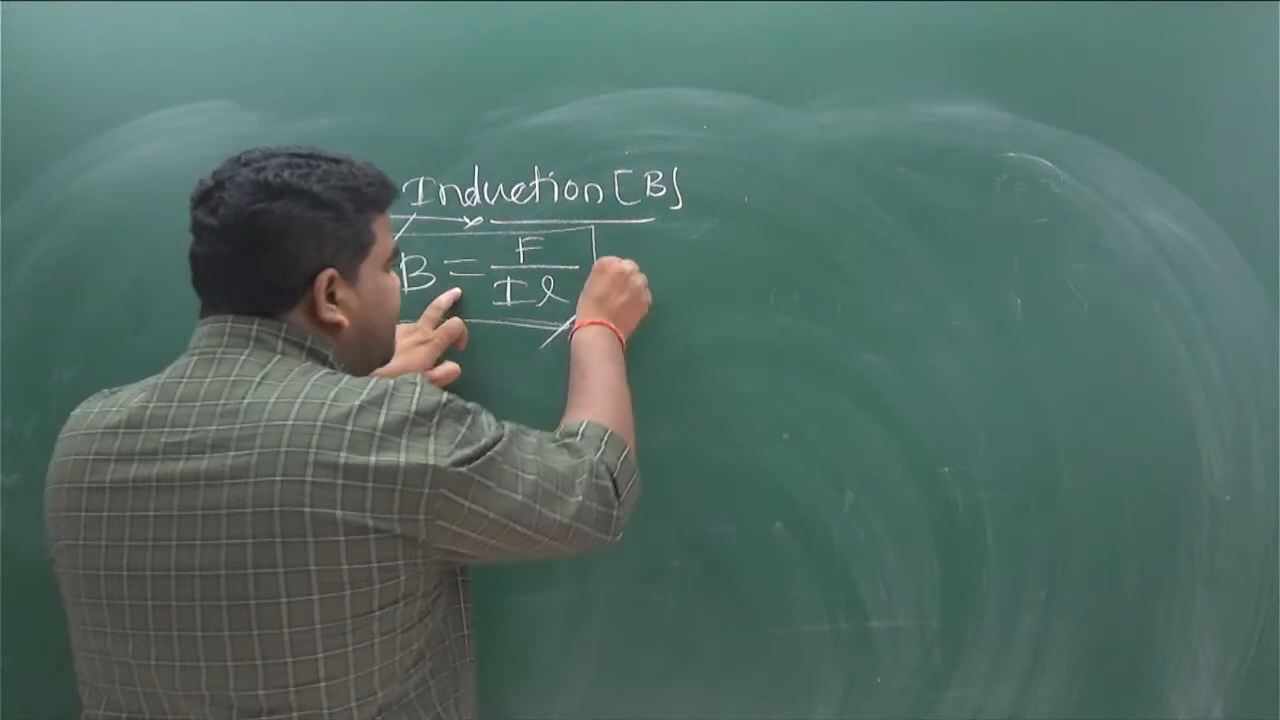 Induction [B]
B = F / Il